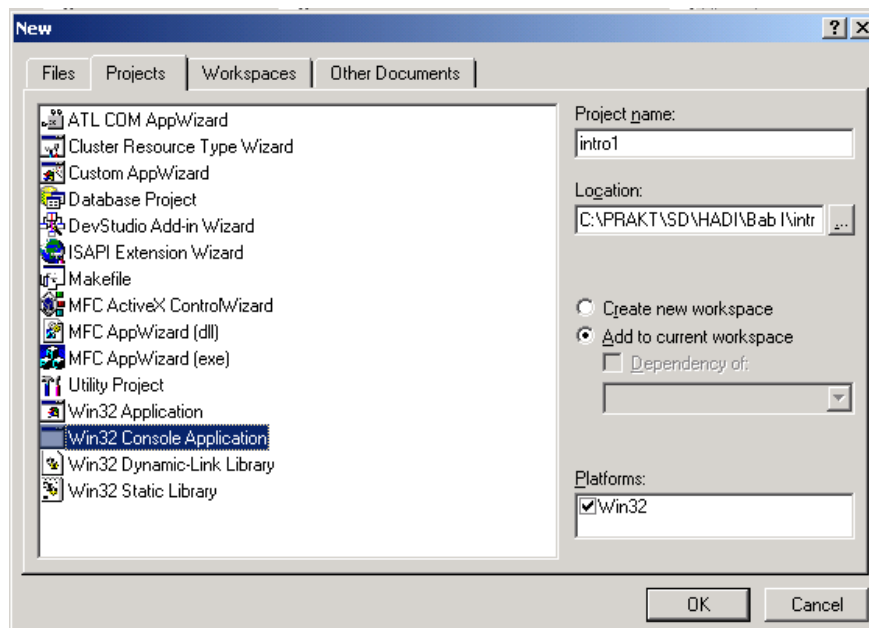 New
Files Projects Workspaces Other Documents
ATL COM AppWizard
Cluster Resource Type Wizard
Custom AppWizard
Database Project
DevStudio Add-in Wizard
ISAPI Extension Wizard
Makefile
MFC ActiveX ControlWizard
MFC AppWizard (dll)
MFC AppWizard (exe)
Utility Project
Win32 Application
Win32 Console Application
Win32 Dynamic-Link Library
Win32 Static Library
Project name:
intro1
Location:
C:\PRAKT\SD\HADI\Bab I\intr
...
Create new workspace
Add to current workspace
Dependency of:
Platforms:
Win32
OK Cancel